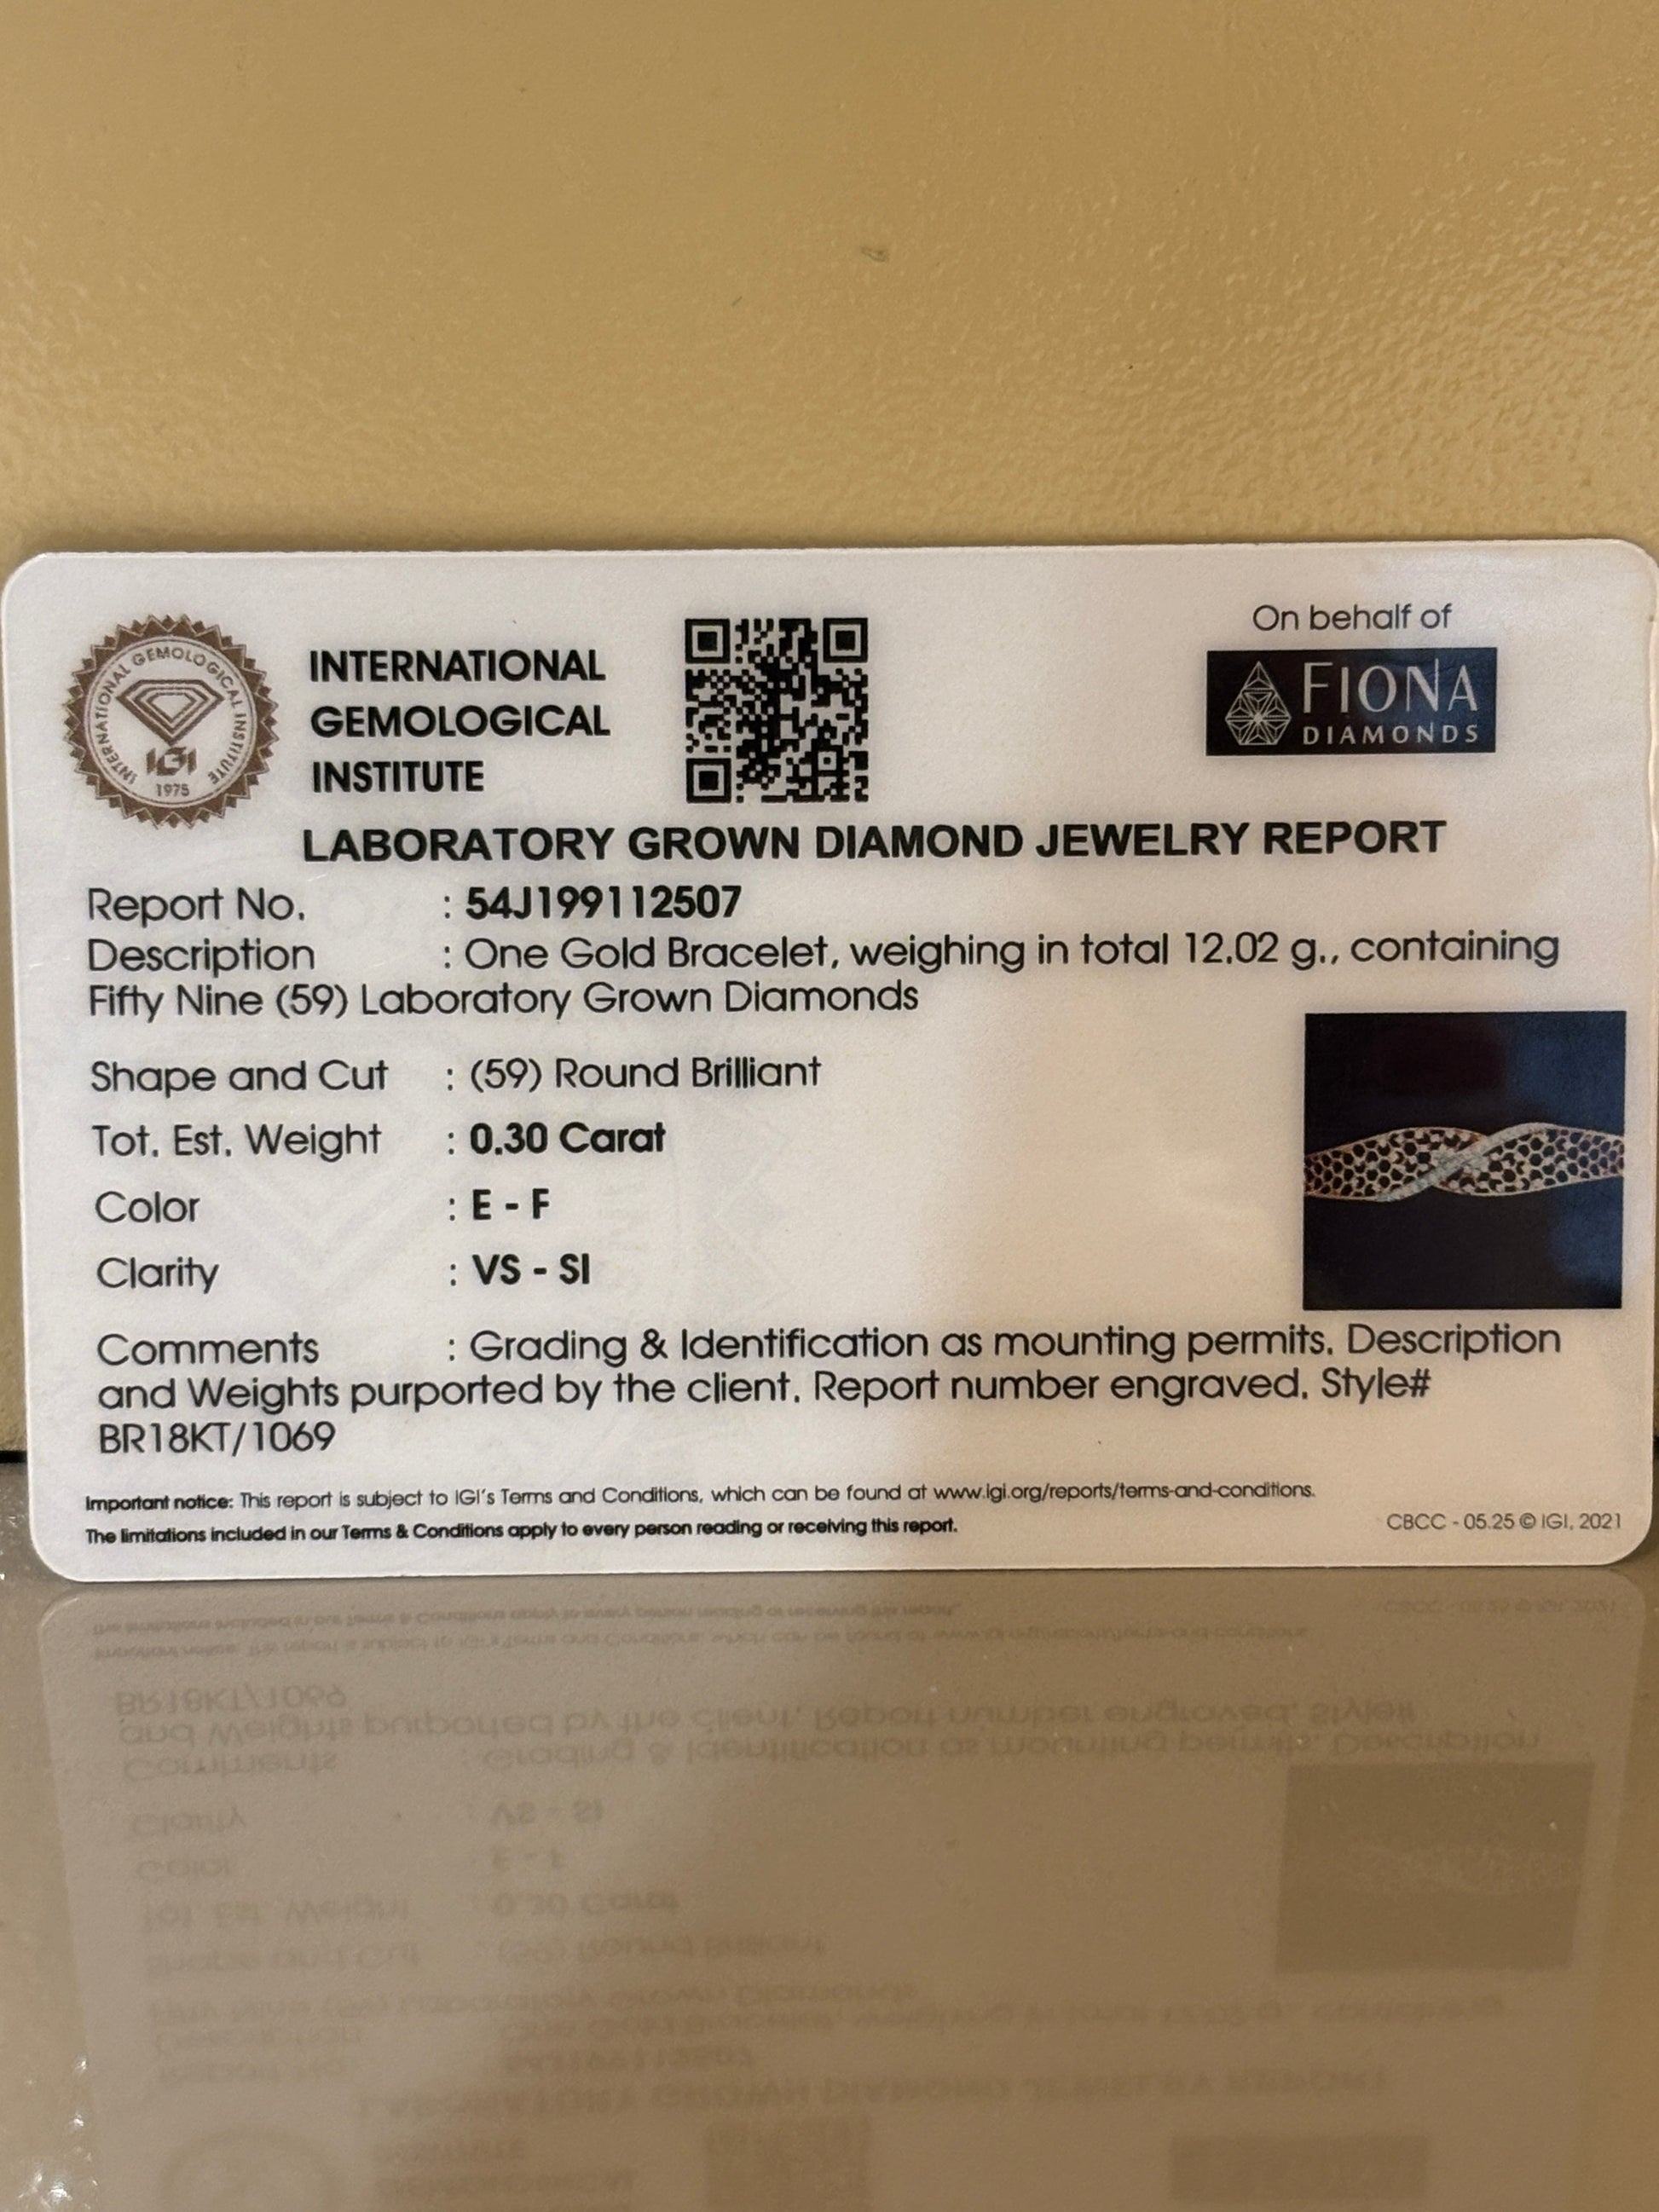 INTERNATIONAL GEMOLOGICAL INSTITUTE
IGI
1975
INTERNATIONAL
GEMOLOGICAL
INSTITUTE
On behalf of
FIONA
DIAMONDS
LABORATORY GROWN DIAMOND JEWELRY REPORT
Report No. : 54J199112507
Description : One Gold Bracelet, weighing in total 12.02 g., containing
Fifty Nine (59) Laboratory Grown Diamonds
Shape and Cut : (59) Round Brilliant
Tot. Est. Weight : 0.30 Carat
Color : E - F
Clarity : VS - SI
Comments : Grading & Identification as mounting permits. Description
and Weights purported by the client. Report number engraved. Style#
BR18KT/1069
Important notice: This report is subject to IGI's Terms and Conditions, which can be found at www.igi.org/reports/terms-and-conditions.
The limitations included in our Terms & Conditions apply to every person reading or receiving this report.
CBCC - 05.25 © IGI, 2021